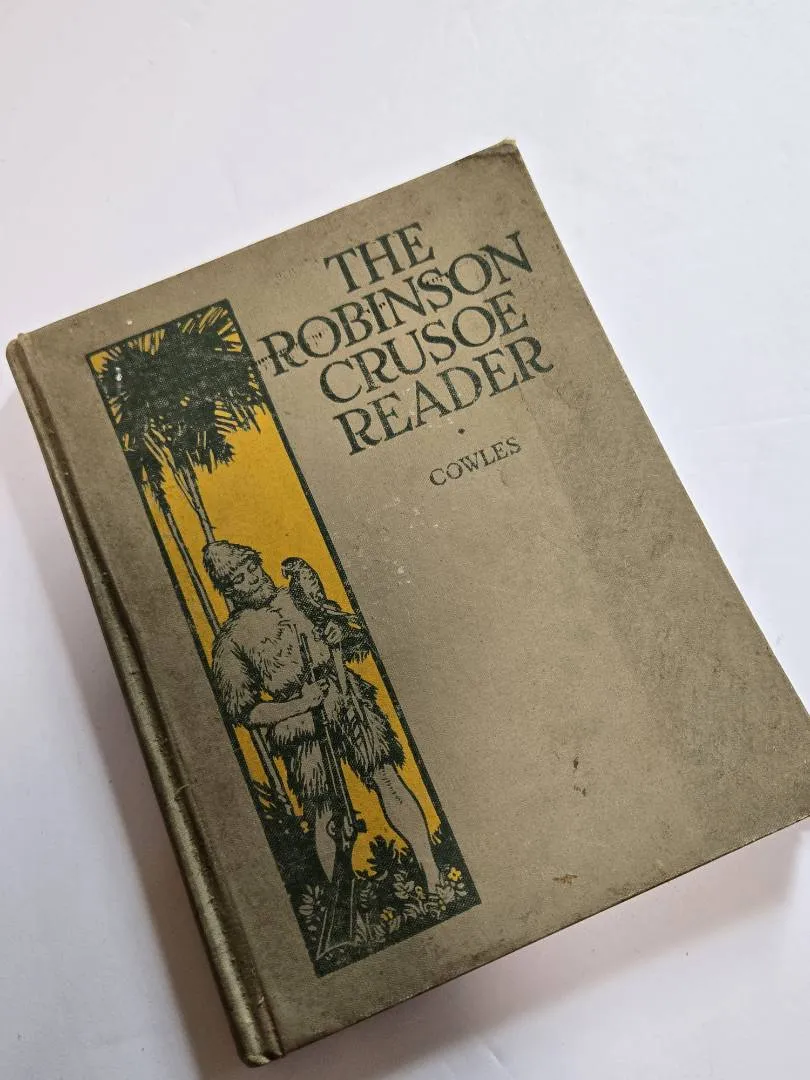 THE
ROBINSON
CRUSOE
READER
COWLES